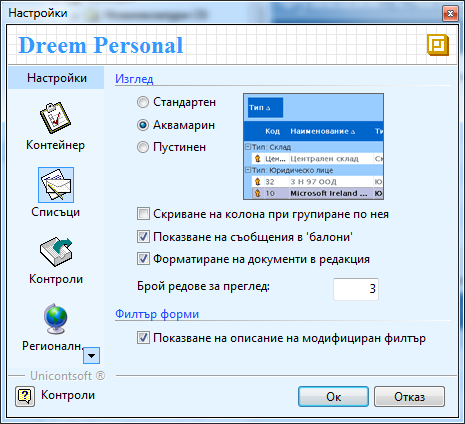 Настройки
Dreem Personal
Настройки
Контейнер
Списъци
Контроли
Регионалн.
Изглед
Стандартен
Аквамарин
Пустинен
Тип
Код Наименование Ти
Тип: Склад
Цен... Централен склад Ск
Тип: Юридическо лице
32 3 Н 97 ООД Ю
10 Microsoft Ireland ... Ю
Скриване на колона при групиране по нея
Показване на съобщения в 'балони'
Форматиране на документи в редакция
Брой редове за преглед: 3
Филтър форми
Показване на описание на модифициран филтър
Unicontsoft ®
Контроли
Ок
Отказ